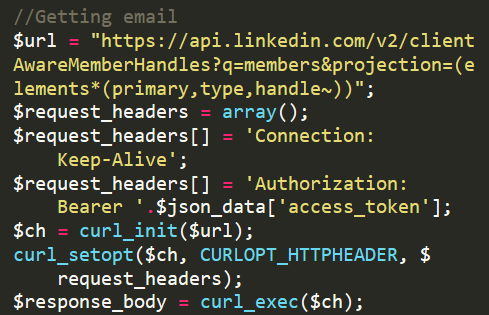 //Getting email
$url = "https://api.linkedin.com/v2/client
AwareMemberHandles?q=members&projection=(e
lements*(primary,type,handle~))";
$request_headers = array();
$request_headers[] = 'Connection:
Keep-Alive';
$request_headers[] = 'Authorization:
Bearer '.$json_data['access_token'];
$ch = curl_init($url);
curl_setopt($ch, CURLOPT_HTTPHEADER, $
request_headers);
$response_body = curl_exec($ch);